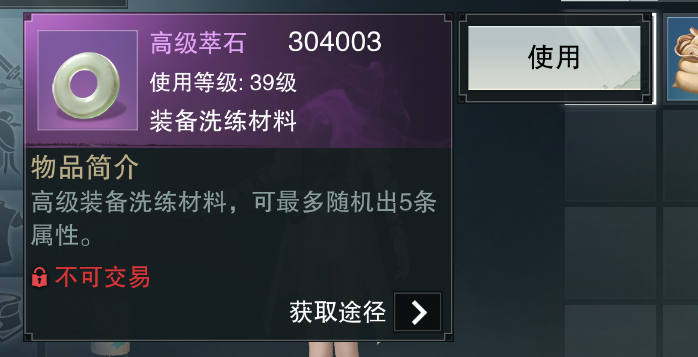 高级萃石 304003
使用等级: 39级
装备洗练材料
使用
物品简介
高级装备洗练材料，可最多随机出5条
属性。
不可交易
获取途径